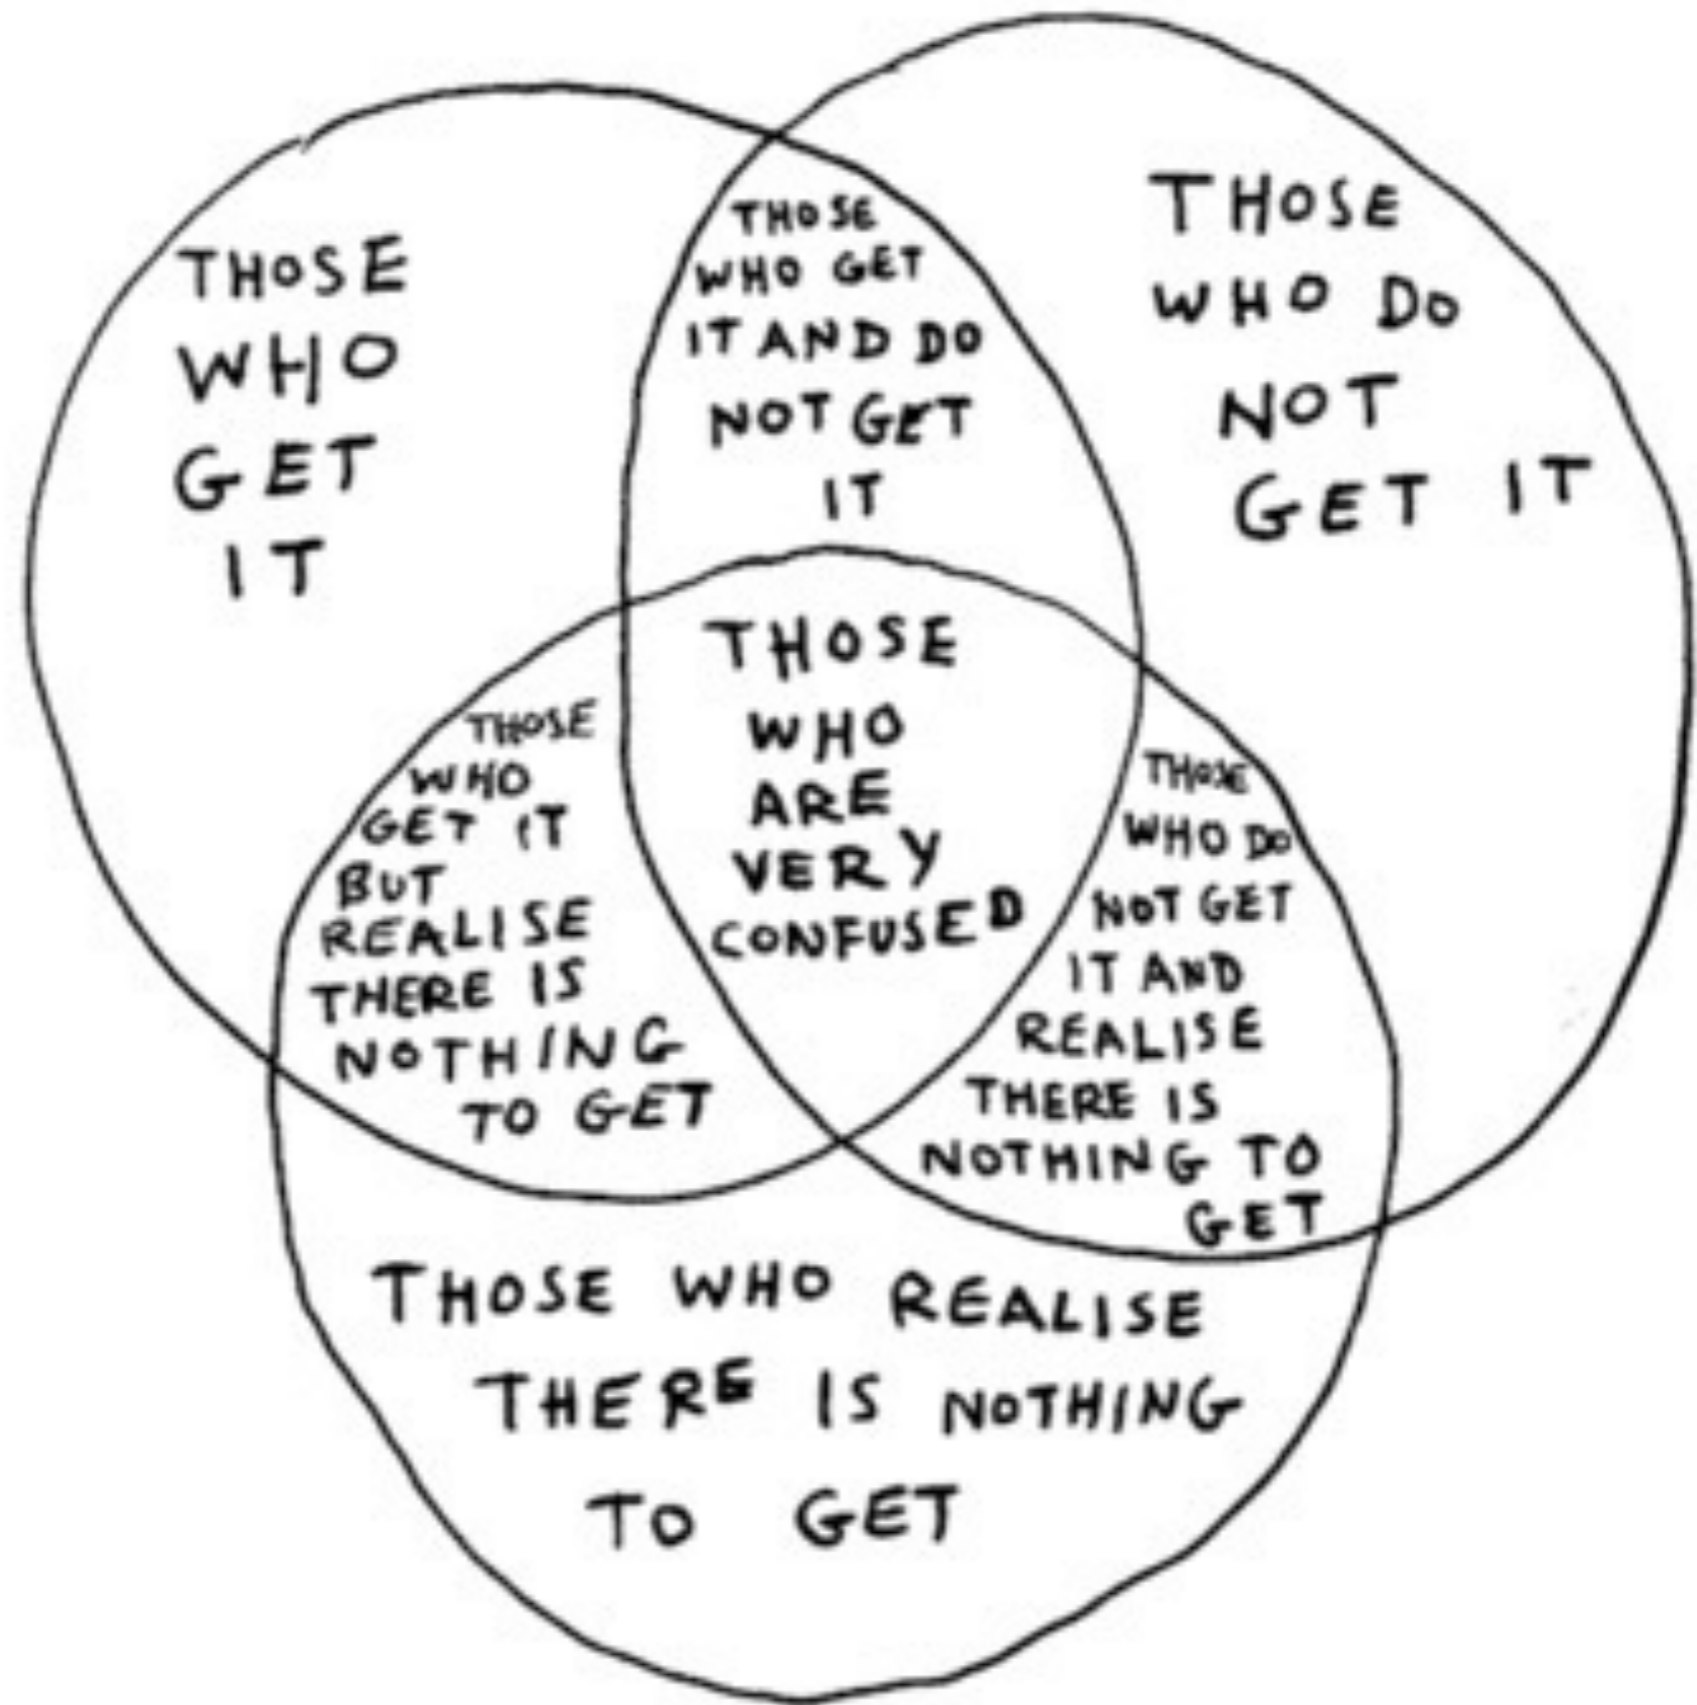 THOSE
WHO
GET
IT
THOSE
WHO GET
IT AND DO
NOT GET
IT
THOSE
WHO DO
NOT
GET IT
THOSE
WHO
GET IT
BUT
REALISE
THERE IS
NOTHING
TO GET
THOSE
WHO
ARE
VERY
CONFUSED
THOSE
WHO DO
NOT GET
IT AND
REALISE
THERE IS
NOTHING TO
GET
THOSE WHO REALISE
THERE IS NOTHING
TO GET